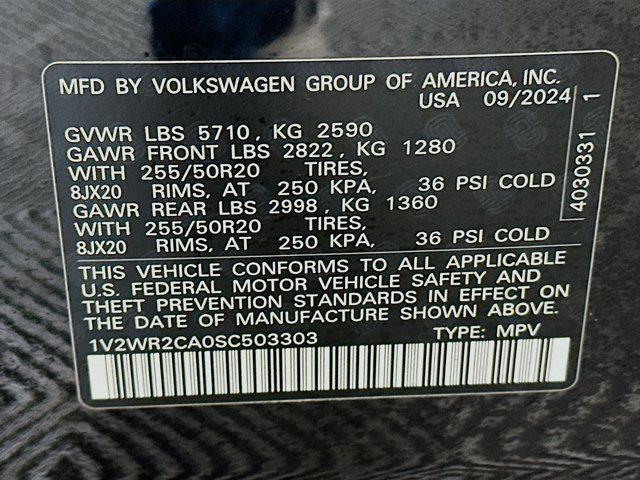 MFD BY VOLKSWAGEN GROUP OF AMERICA, INC.
USA 09/2024
GVWR LBS 5710, KG 2590
GAWR FRONT LBS 2822, KG 1280
WITH 255/50R20 TIRES,
8JX20 RIMS, AT 250 KPA, 36 PSI COLD
GAWR REAR LBS 2998, KG 1360
WITH 255/50R20 TIRES,
8JX20 RIMS, AT 250 KPA, 36 PSI COLD
4030331 1
THIS VEHICLE CONFORMS TO ALL APPLICABLE
U.S. FEDERAL MOTOR VEHICLE SAFETY AND
THEFT PREVENTION STANDARDS IN EFFECT ON
THE DATE OF MANUFACTURE SHOWN ABOVE.
1V2WR2CA0SC503303 TYPE: MPV